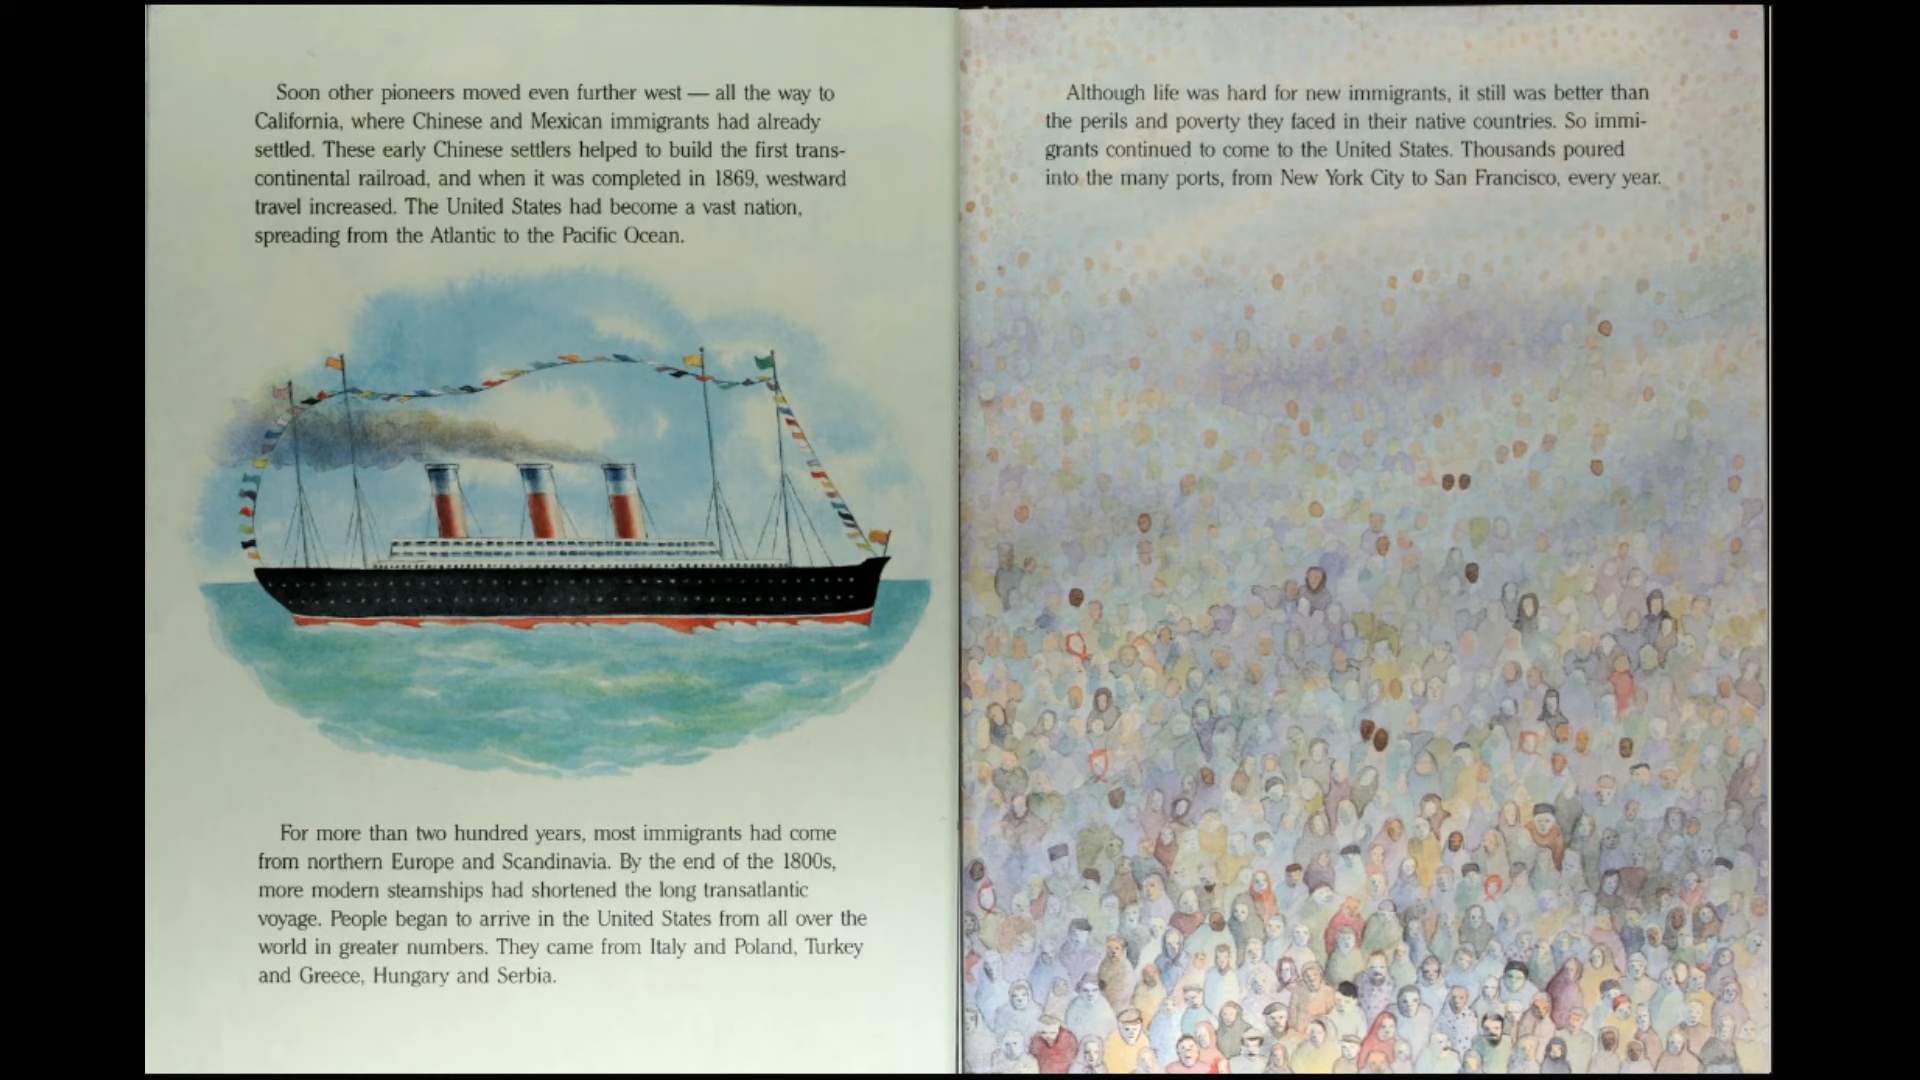 Soon other pioneers moved even further west — all the way to
California, where Chinese and Mexican immigrants had already
settled. These early Chinese settlers helped to build the first trans-
continental railroad, and when it was completed in 1869, westward
travel increased. The United States had become a vast nation,
spreading from the Atlantic to the Pacific Ocean.
For more than two hundred years, most immigrants had come
from northern Europe and Scandinavia. By the end of the 1800s,
more modern steamships had shortened the long transatlantic
voyage. People began to arrive in the United States from all over the
world in greater numbers. They came from Italy and Poland, Turkey
and Greece, Hungary and Serbia.
Although life was hard for new immigrants, it still was better than
the perils and poverty they faced in their native countries. So immi-
grants continued to come to the United States. Thousands poured
into the many ports, from New York City to San Francisco, every year.